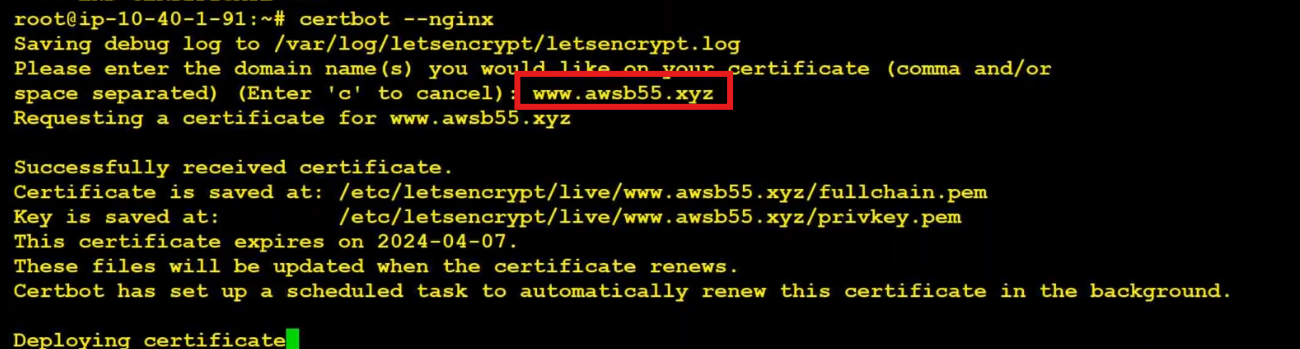 root@ip-10-40-1-91:~# certbot --nginx
Saving debug log to /var/log/letsencrypt/letsencrypt.log
Please enter the domain name(s) you would like on your certificate (comma and/or
space separated) (Enter 'c' to cancel): www.awsb55.xyz
Requesting a certificate for www.awsb55.xyz
Successfully received certificate.
Certificate is saved at: /etc/letsencrypt/live/www.awsb55.xyz/fullchain.pem
Key is saved at: /etc/letsencrypt/live/www.awsb55.xyz/privkey.pem
This certificate expires on 2024-04-07.
These files will be updated when the certificate renews.
Certbot has set up a scheduled task to automatically renew this certificate in the background.
Deploying certificate